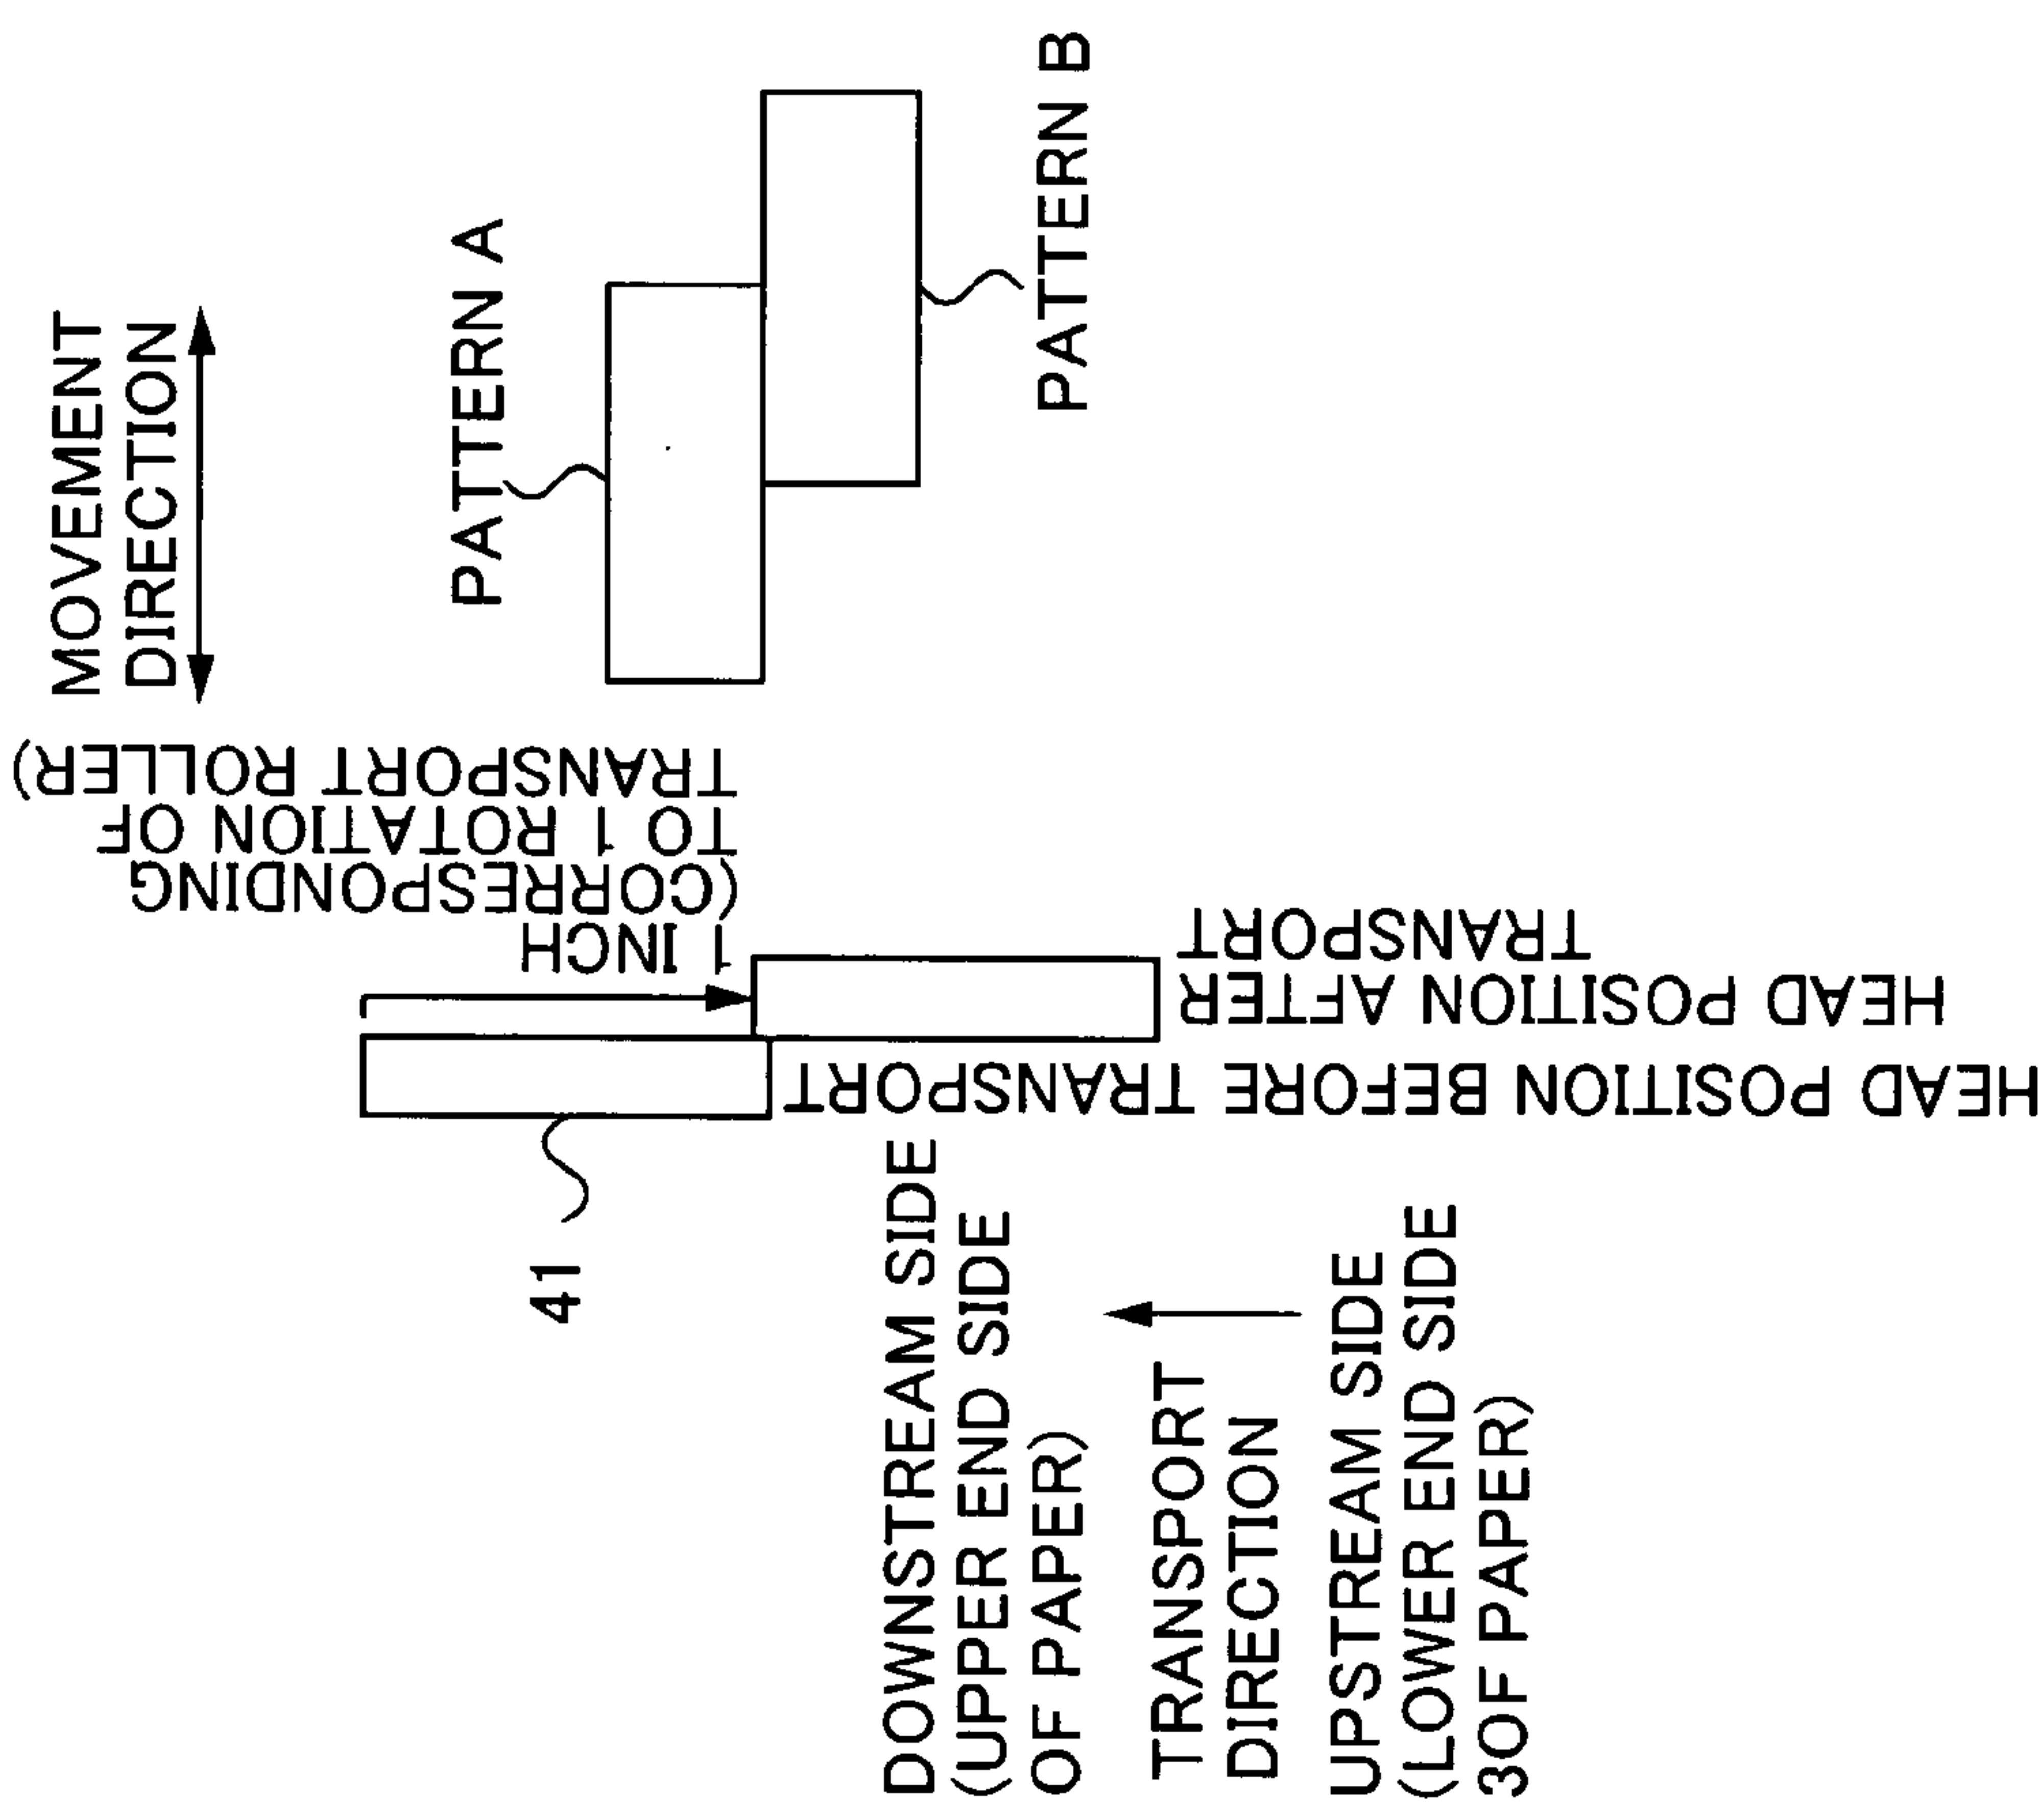 MOVEMENT
DIRECTION
PATTERN A
PATTERN B
1 INCH
(CORRESPONDING
TO 1 ROTATION OF
TRANSPORT ROLLER)
HEAD POSITION AFTER
TRANSPORT
HEAD POSITION BEFORE TRANSPORT
41
DOWNSTREAM SIDE
(UPPER END SIDE
OF PAPER)
TRANSPORT
DIRECTION
UPSTREAM SIDE
(LOWER END SIDE
3OF PAPER)